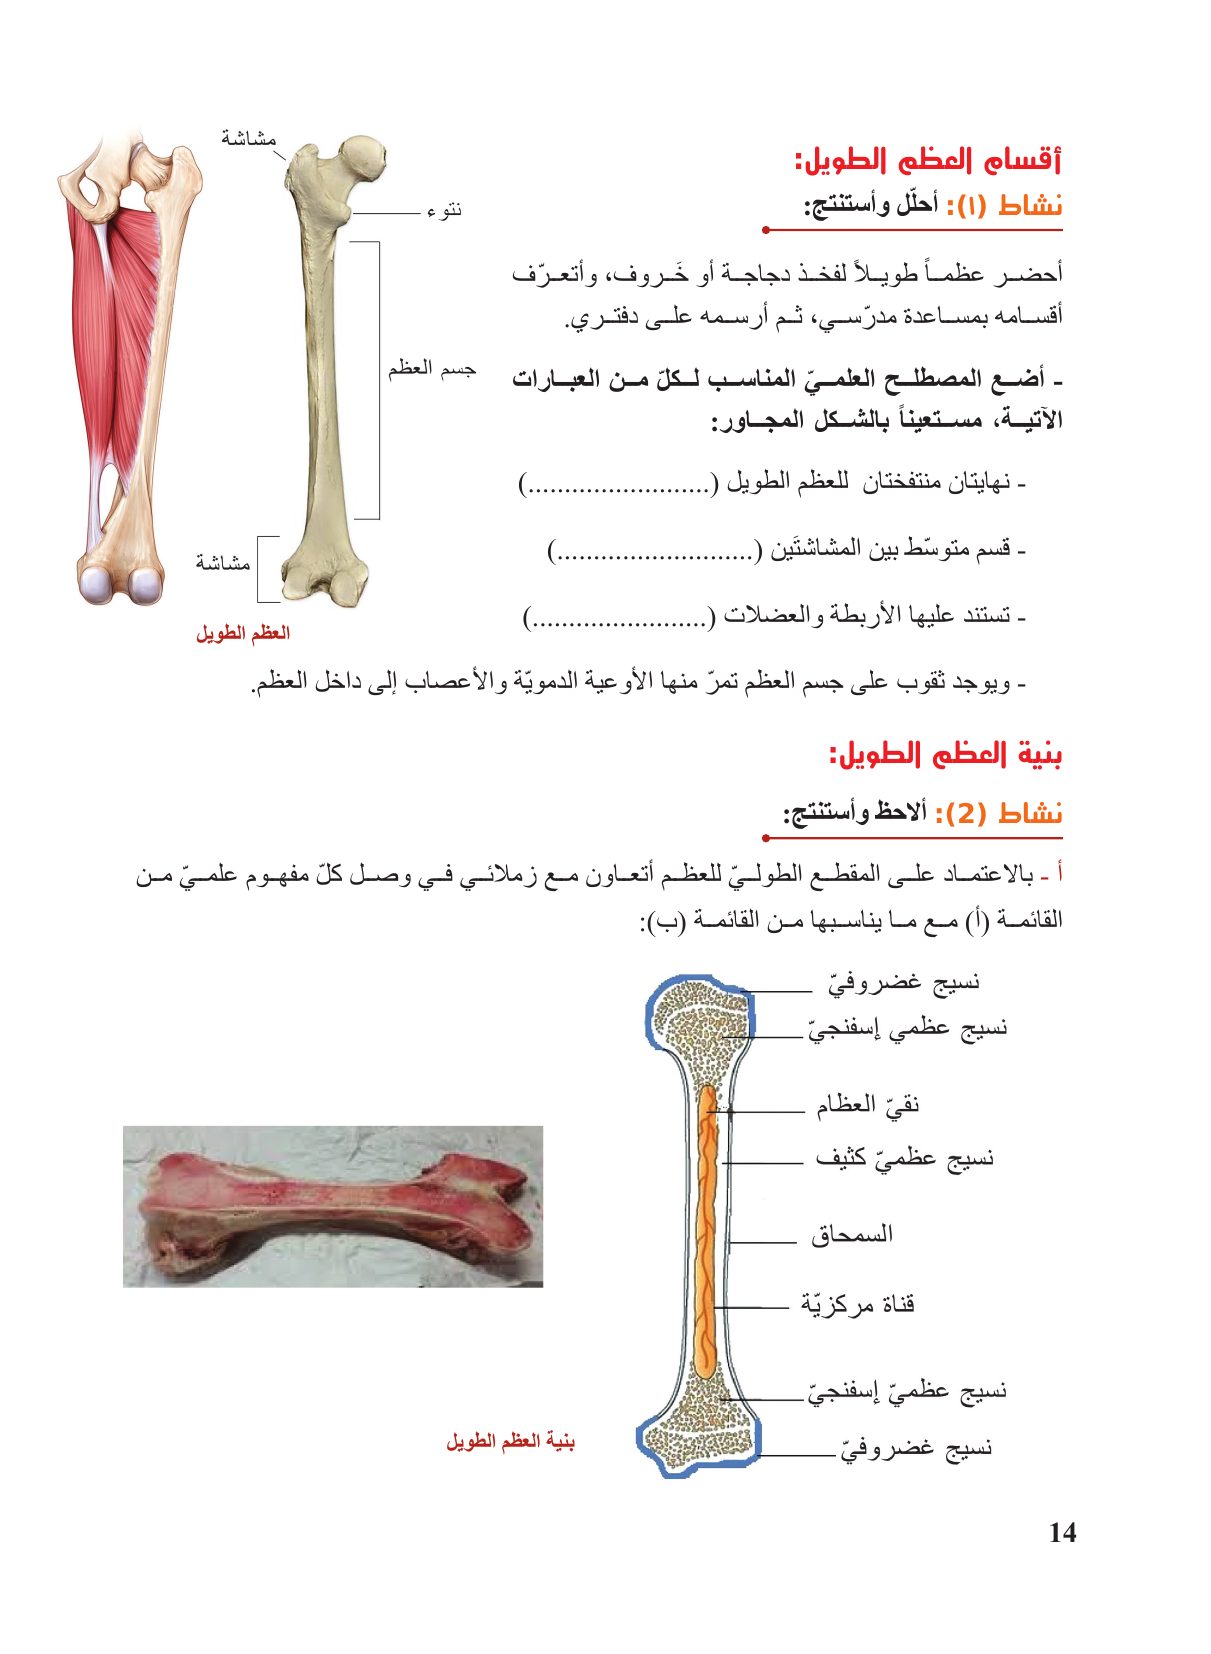 أقسام العظم الطويل:
نشاط (١): أحلّل وأستنتج:
أحضر عظماً طويلاً لفخذ دجاجة أو خَروف، وأتعرّف
أقسامه بمساعدة مدرّسي، ثم أرسمه على دفتري.
- أضع المصطلح العلميّ المناسب لكلّ من العبارات
الآتية، مستعيناً بالشكل المجاور:
- نهايتان منتفختان للعظم الطويل (.........................)
- قسم متوسّط بين المشاشتَين (...........................)
- تستند عليها الأربطة والعضلات (........................)
- ويوجد ثقوب على جسم العظم تمرّ منها الأوعية الدمويّة والأعصاب إلى داخل العظم.
مشاشة
نتوء
جسم العظم
مشاشة
العظم الطويل
بنية العظم الطويل:
نشاط (2): ألاحظ وأستنتج:
أ - بالاعتماد على المقطع الطوليّ للعظم أتعاون مع زملائي في وصل كلّ مفهوم علميّ من
القائمة (أ) مع ما يناسبها من القائمة (ب):
نسيج غضروفيّ
نسيج عظمي إسفنجيّ
نقيّ العظام
نسيج عظميّ كثيف
السمحاق
قناة مركزيّة
نسيج عظميّ إسفنجيّ
نسيج غضروفيّ
بنية العظم الطويل
14